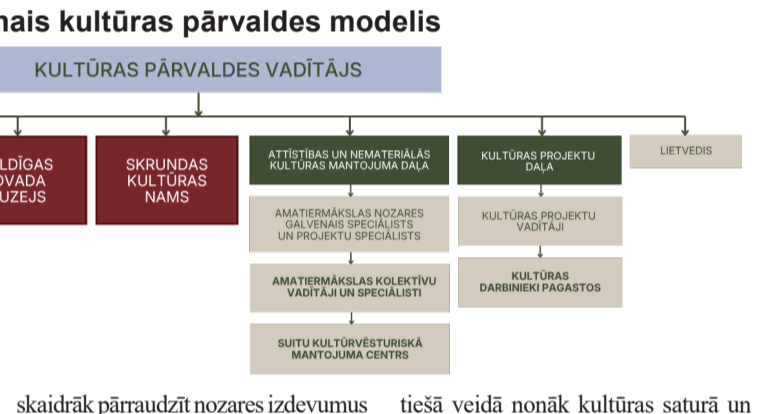 nais kultūras pārvaldes modelis
KULTŪRAS PĀRVALDES VADĪTĀJS
LDĪGAS
OVADA
UZEJS
SKRUNDAS
KULTŪRAS
NAMS
ATTĪSTĪBAS UN NEMATERIĀLĀS
KULTŪRAS MANTOJUMA DAĻA
AMATIERMĀKSLAS NOZARES
GALVENAIS SPECIĀLISTS
UN PROJEKTU SPECIĀLISTS
AMATIERMĀKSLAS KOLEKTĪVU
VADĪTĀJI UN SPECIĀLISTI
SUITU KULTŪRVĒSTURISKĀ
MANTOJUMA CENTRS
KULTŪRAS PROJEKTU
DAĻA
KULTŪRAS PROJEKTU
VADĪTĀJI
KULTŪRAS
DARBINIEKI PAGASTOS
LIETVEDIS
skaidrāk pārraudzīt nozares izdevumus
tiešā veidā nonāk kultūras saturā un